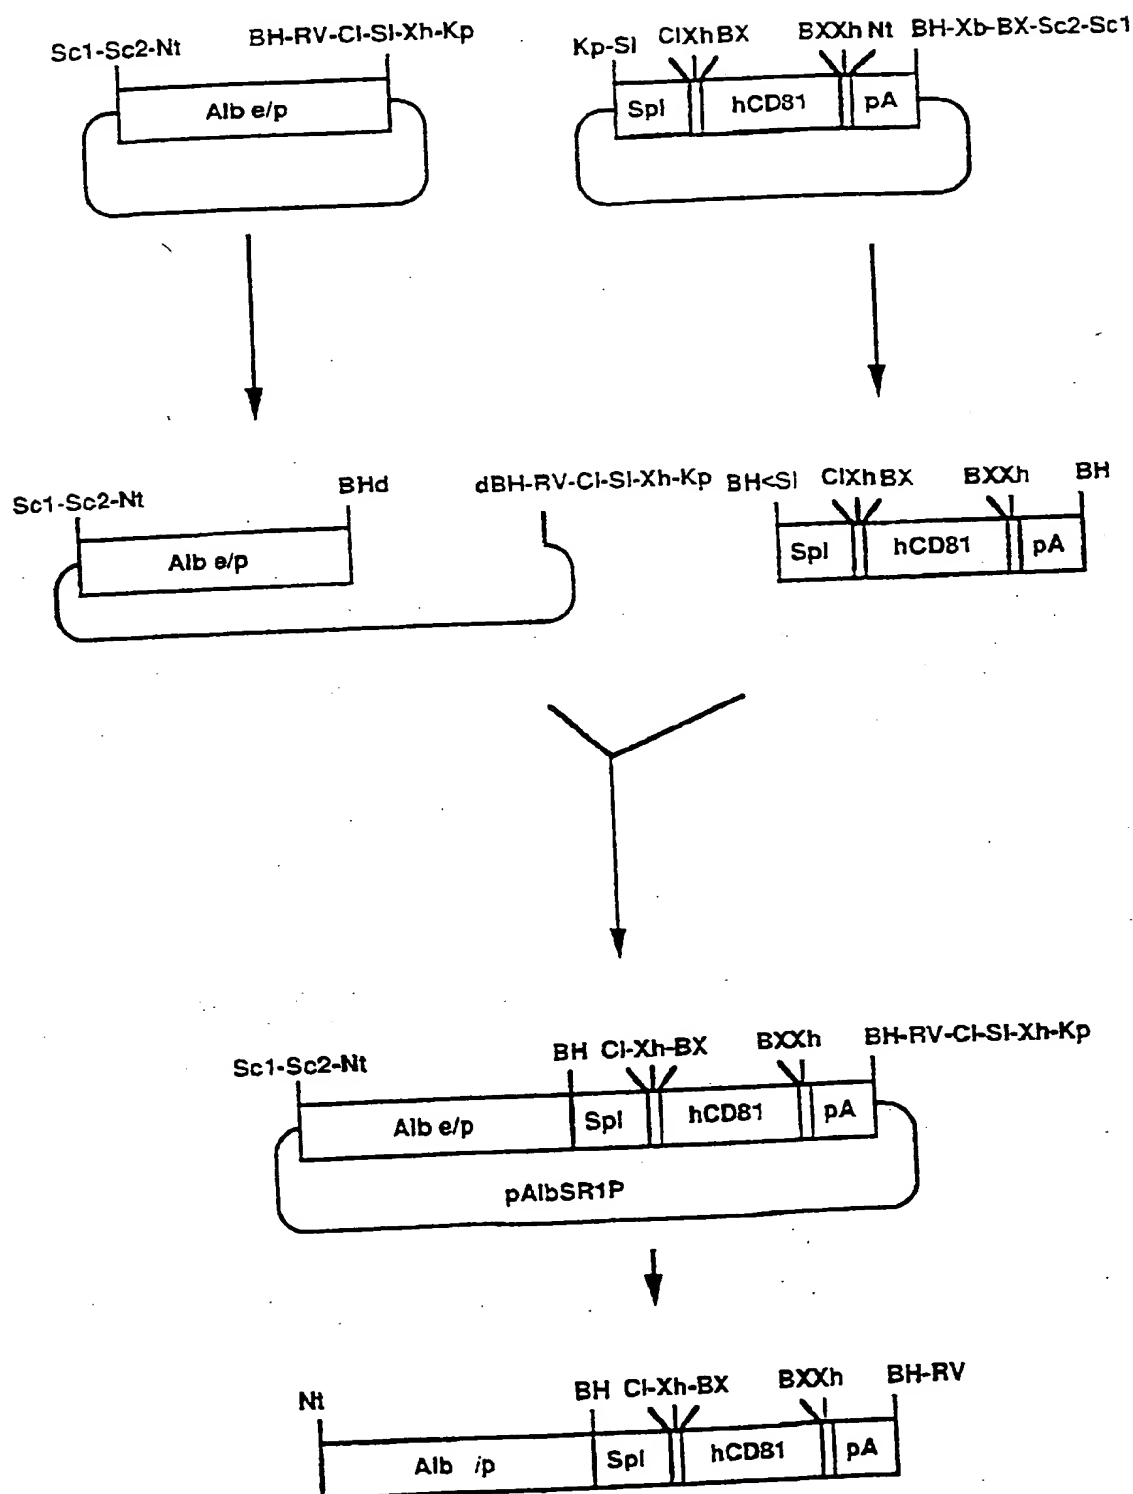 Sc1-Sc2-Nt
BH-RV-Cl-Sl-Xh-Kp
Alb e/p
Kp-Sl
ClXhBX
BXXh Nt
BH-Xb-BX-Sc2-Sc1
Spl
hCD81
pA
Sc1-Sc2-Nt
BHd
dBH-RV-Cl-Sl-Xh-Kp
Alb e/p
BH<Sl
ClXhBX
BXXh
BH
Spl
hCD81
pA
Sc1-Sc2-Nt
BH
Cl-Xh-BX
BXXh
BH-RV-Cl-Sl-Xh-Kp
Alb e/p
Spl
hCD81
pA
pAlbSR1P
Nt
BH
Cl-Xh-BX
BXXh
BH-RV
Alb ip
Spl
hCD81
pA